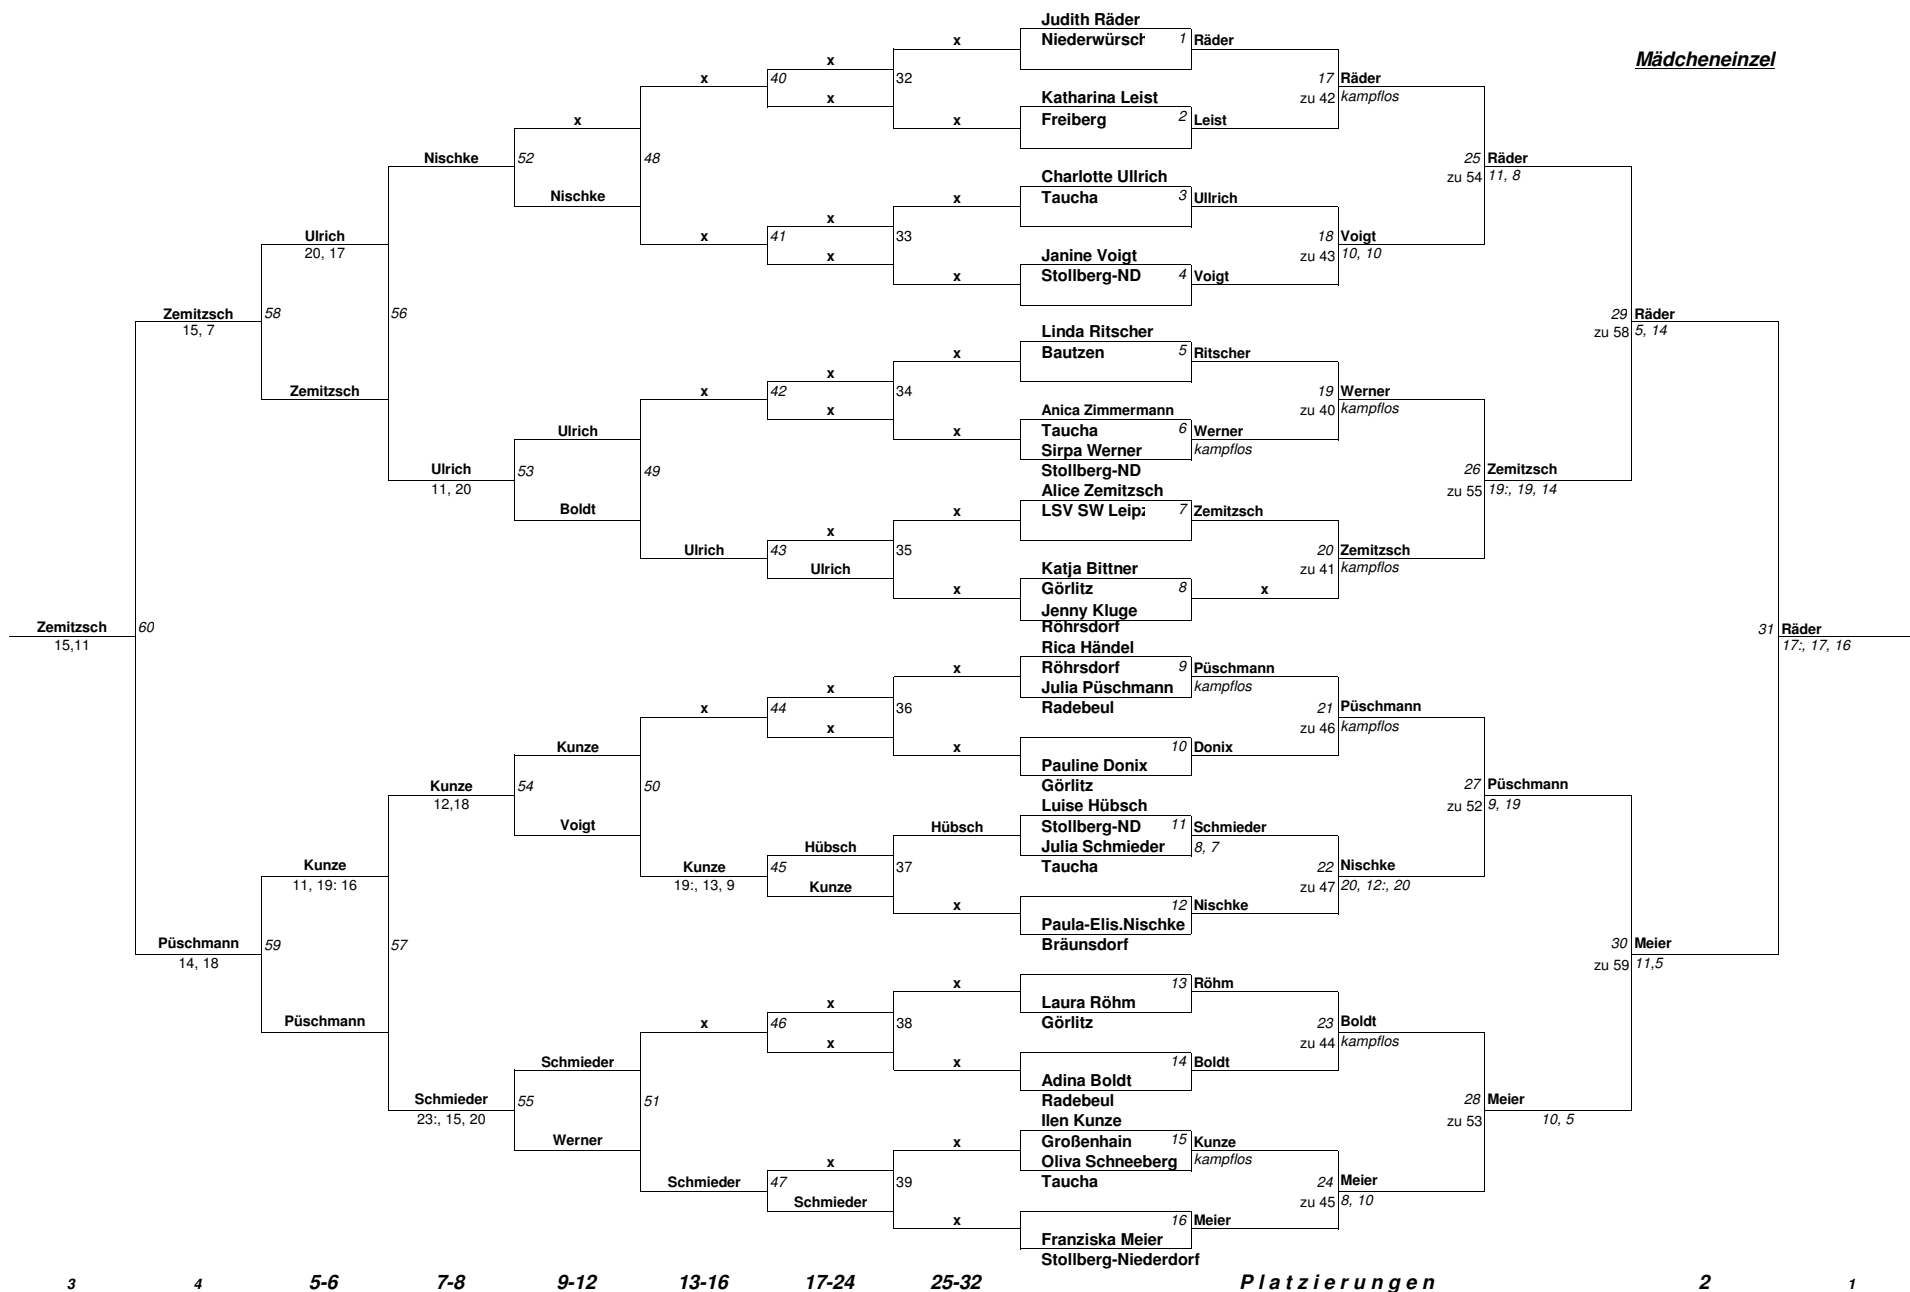 Mädcheneinzel
Judith Räder
x Niederwürsch 1 Räder
x 17 Räder
x 40 32 zu 42 kampflos
x Katharina Leist
x x Freiberg 2 Leist
Nischke 52 48 25 Räder
zu 54 11, 8
Charlotte Ullrich
Nischke x Taucha 3 Ullrich
x
Ulrich x 41 33 18 Voigt
20, 17 zu 43 10, 10
x Janine Voigt
x Stollberg-ND 4 Voigt
Zemitzsch 58 56 29 Räder
15, 7 zu 58 5, 14
Linda Ritscher
x Bautzen 5 Ritscher
x
Zemitzsch x 42 34 19 Werner
zu 40 kampflos
x Anica Zimmermann
Ulrich x Taucha 6 Werner
Sirpa Werner kampflos
Ulrich 53 49 Stollberg-ND 26 Zemitzsch
11, 20 zu 55 19:, 19, 14
Alice Zemitzsch
Boldt x LSV SW Leipz 7 Zemitzsch
x
Ulrich 43 35 20 Zemitzsch
Ulrich Katja Bittner zu 41 kampflos
x Görlitz 8 x
Jenny Kluge
Zemitzsch 60 Röhrsdorf 31 Räder
15,11 17:, 17, 16
Rica Händel
x Röhrsdorf 9 Püschmann
x Julia Püschmann kampflos
x 44 36 Radebeul 21 Püschmann
x zu 46 kampflos
Kunze x 10 Donix
Pauline Donix
Kunze 54 50 Görlitz 27 Püschmann
12,18 Luise Hübsch zu 52 9, 19
Voigt Hübsch Stollberg-ND 11 Schmieder
Hübsch Julia Schmieder 8, 7
Kunze Kunze 45 37 Taucha 22 Nischke
11, 19: 16 19:, 13, 9 Kunze zu 47 20, 12:, 20
x 12 Nischke
Paula-Elis.Nischke
Püschmann 59 57 Bräunsdorf 30 Meier
14, 18 zu 59 11,5
x 13 Röhm
x Laura Röhm
Püschmann x 46 38 Görlitz 23 Boldt
x zu 44 kampflos
Schmieder x 14 Boldt
Adina Boldt
Schmieder 55 51 Radebeul 28 Meier
23:, 15, 20 Ilen Kunze zu 53 10, 5
Werner x Großenhain 15 Kunze
x Oliva Schneeberg kampflos
Schmieder 47 39 Taucha 24 Meier
Schmieder zu 45 8, 10
x 16 Meier
Franziska Meier
Stollberg-Niederdorf
3 4 5-6 7-8 9-12 13-16 17-24 25-32 Platzierungen 2 1